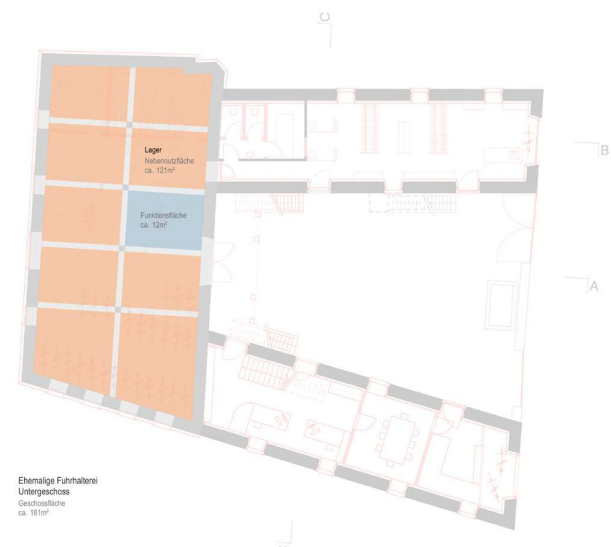 C
Lager
Nebennutzfläche
ca. 121m²
B
Funktionsfläche
ca. 12m²
A
Ehemalige Fuhrhalterei
Untergeschoss
Geschossfläche
ca. 181m²